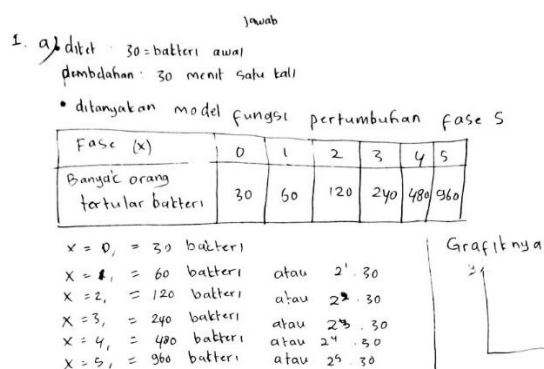 Jawab
1. a) diket : 30 = bakteri awal
pembelahan : 30 menit satu kali
• ditanyakan model fungsi pertumbuhan fase 5
Fase (x) 0 1 2 3 4 5
Banyak orang tertular bakteri 30 60 120 240 480 960
x = 0, = 30 bakteri
x = 1, = 60 bakteri atau 2¹ . 30
x = 2, = 120 bakteri atau 2² . 30
x = 3, = 240 bakteri atau 2³ . 30
x = 4, = 480 bakteri atau 2⁴ . 30
x = 5, = 960 bakteri atau 2⁵ . 30
Grafiknya
y